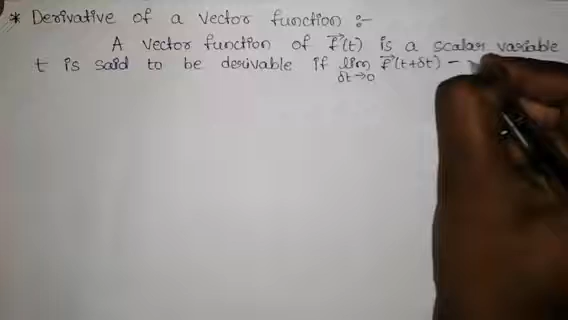 * Derivative of a vector function :-
A vector function of f⃗(t) is a scalar variable
t is said to be derivable if lim f⃗(t+δt) -
δt→0